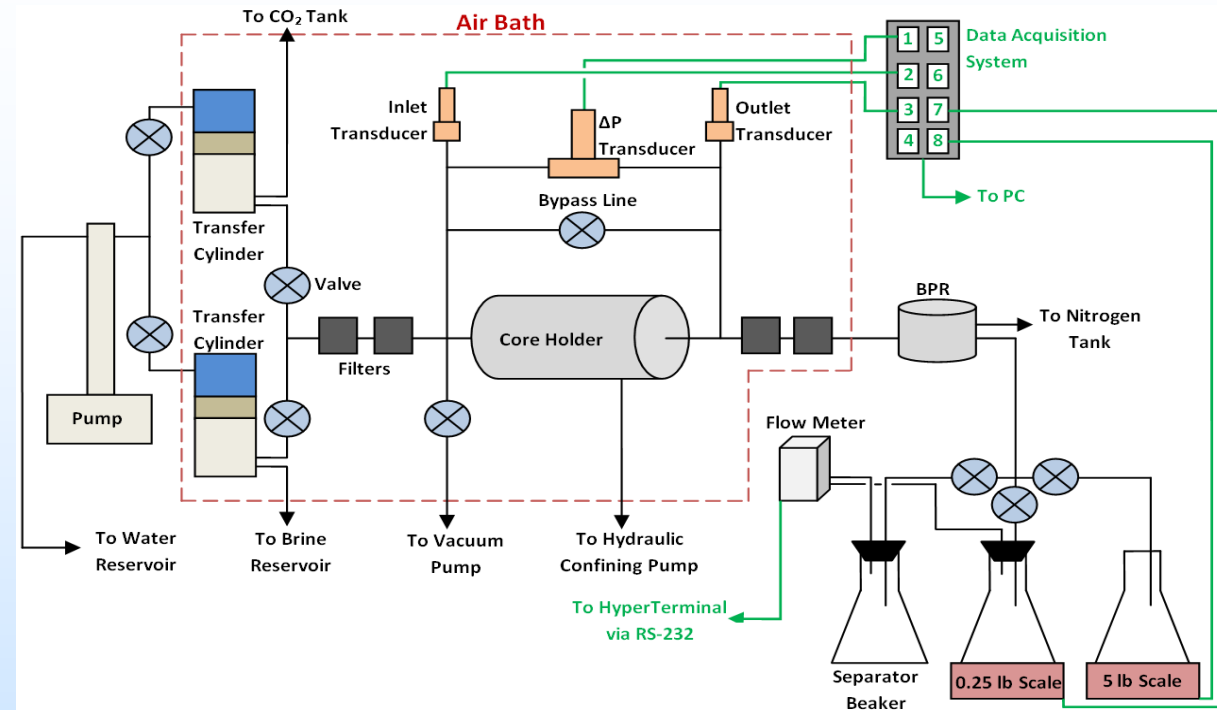 To CO₂ Tank
Air Bath
1 5
2 6
3 7
4 8
Data Acquisition
System
Inlet
Transducer
ΔP
Transducer
Outlet
Transducer
To PC
Bypass Line
Transfer
Cylinder
Valve
Transfer
Cylinder
Filters
Core Holder
BPR
To Nitrogen
Tank
Pump
Flow Meter
To Water
Reservoir
To Brine
Reservoir
To Vacuum
Pump
To Hydraulic
Confining Pump
To HyperTerminal
via RS-232
Separator
Beaker
0.25 lb Scale
5 lb Scale